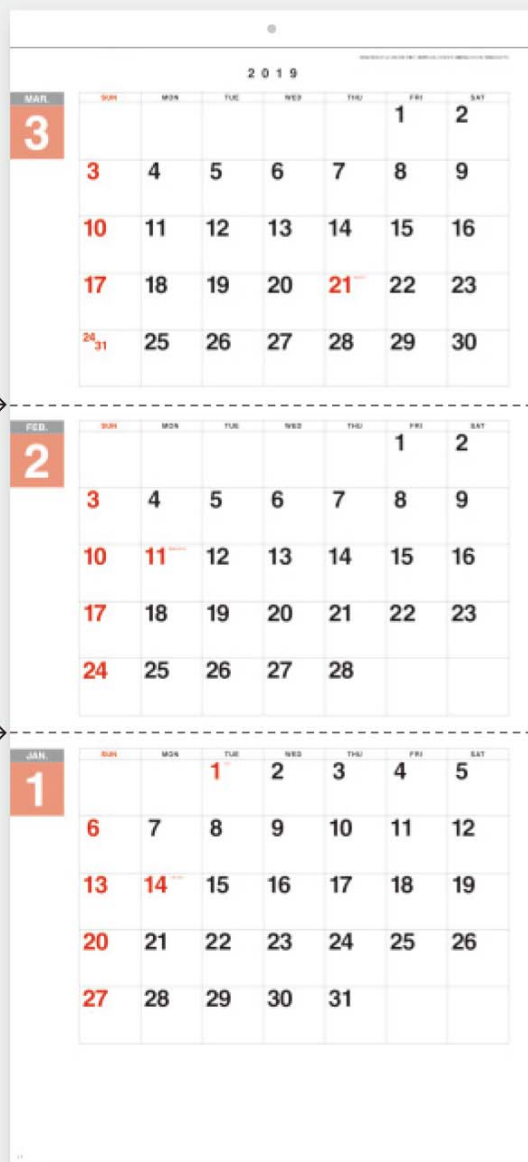 2019
MAR.
3
SUN MON TUE WED THU FRI SAT
1 2
3 4 5 6 7 8 9
10 11 12 13 14 15 16
17 18 19 20 21 22 23
24 31 25 26 27 28 29 30
FEB.
2
SUN MON TUE WED THU FRI SAT
1 2
3 4 5 6 7 8 9
10 11 12 13 14 15 16
17 18 19 20 21 22 23
24 25 26 27 28
JAN.
1
SUN MON TUE WED THU FRI SAT
1 2 3 4 5
6 7 8 9 10 11 12
13 14 15 16 17 18 19
20 21 22 23 24 25 26
27 28 29 30 31